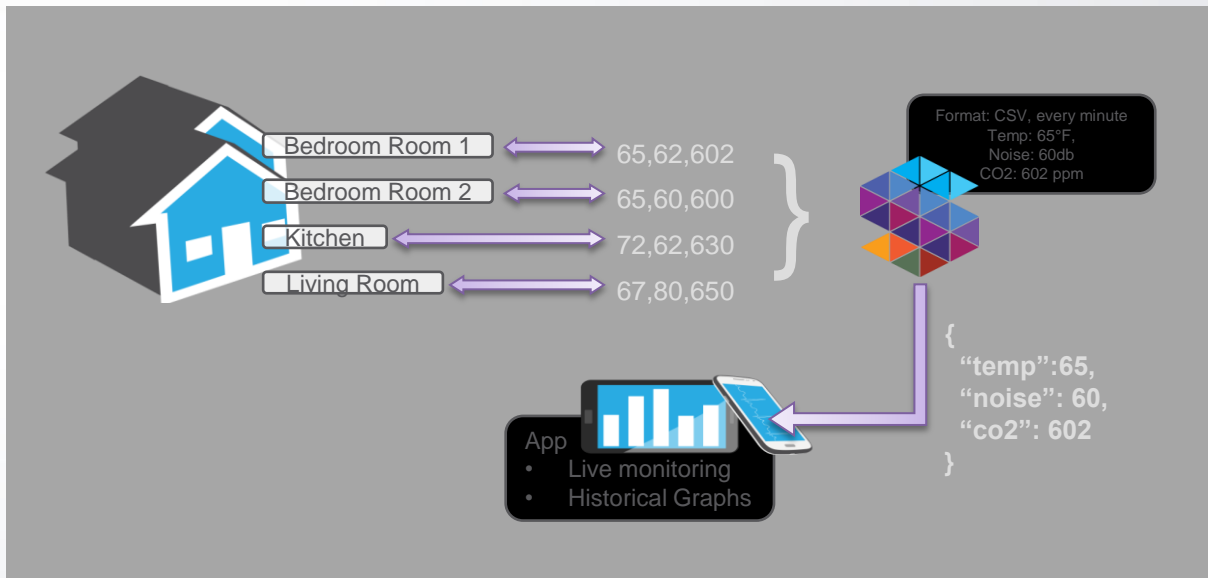 Bedroom Room 1
65,62,602
Bedroom Room 2
65,60,600
Kitchen
72,62,630
Living Room
67,80,650
}
Format: CSV, every minute
Temp: 65°F,
Noise: 60db
CO2: 602 ppm
{
“temp”:65,
“noise”: 60,
“co2”: 602
}
App
• Live monitoring
• Historical Graphs